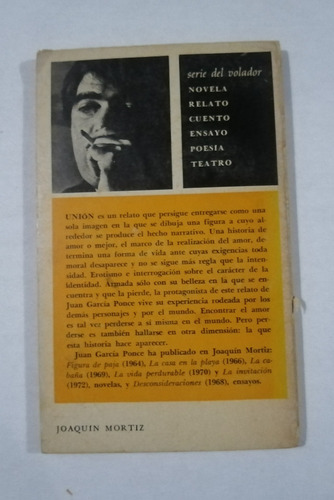 serie del volador
NOVELA
RELATO
CUENTO
ENSAYO
POESIA
TEATRO
UNIÓN es un relato que persigue entregarse como una
sola imagen en la que se dibuja una figura a cuyo al-
rededor se produce el hecho narrativo. Una historia de
amor o mejor, el marco de la realización del amor, de-
termina una forma de vida ante cuyas exigencias toda
moral desaparece y no se sigue más regla que la inten-
sidad. Erotismo e interrogación sobre el carácter de la
identidad. Armada sólo con su belleza en la que se en-
cuentra y que la pierde, la protagonista de este relato de
Juan García Ponce vive su experiencia rodeada por los
demás personajes y por el mundo. Encontrar el amor
es tal vez perderse a sí misma en el mundo. Pero per-
derse es también hallarse en otra dimensión: la que
esta historia hace aparecer.
Juan García Ponce ha publicado en Joaquín Mortiz:
Figura de paja (1964), La casa en la playa (1966), La ca-
baña (1969), La vida perdurable (1970) y La invitación
(1972), novelas, y Desconsideraciones (1968), ensayos.
JOAQUIN MORTIZ